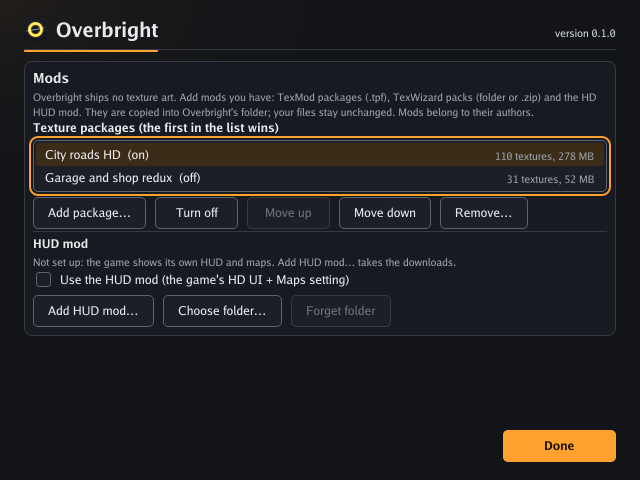 Overbright
version 0.1.0
Mods
Overbright ships no texture art. Add mods you have: TexMod packages (.tpf), TexWizard packs (folder or .zip) and the HD
HUD mod. They are copied into Overbright's folder; your files stay unchanged. Mods belong to their authors.
Texture packages (the first in the list wins)
City roads HD (on) 110 textures, 278 MB
Garage and shop redux (off) 31 textures, 52 MB
Add package... Turn off Move up Move down Remove...
HUD mod
Not set up: the game shows its own HUD and maps. Add HUD mod... takes the downloads.
Use the HUD mod (the game's HD UI + Maps setting)
Add HUD mod... Choose folder... Forget folder
Done